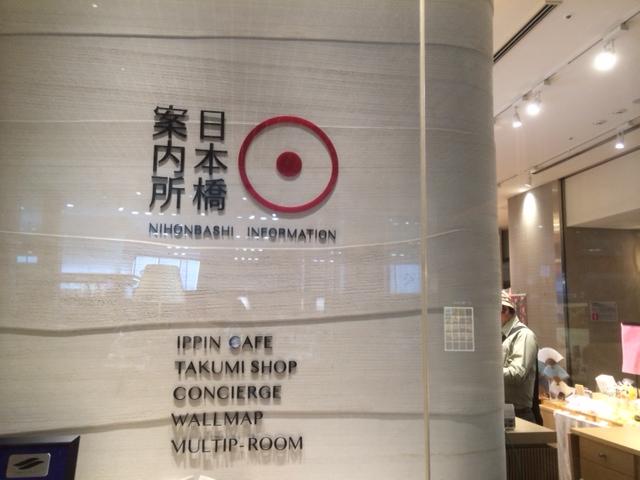 日本橋
案内所
NIHONBASHI INFORMATION
IPPIN CAFE
TAKUMI SHOP
CONCIERGE
WALLMAP
MULTIP-ROOM